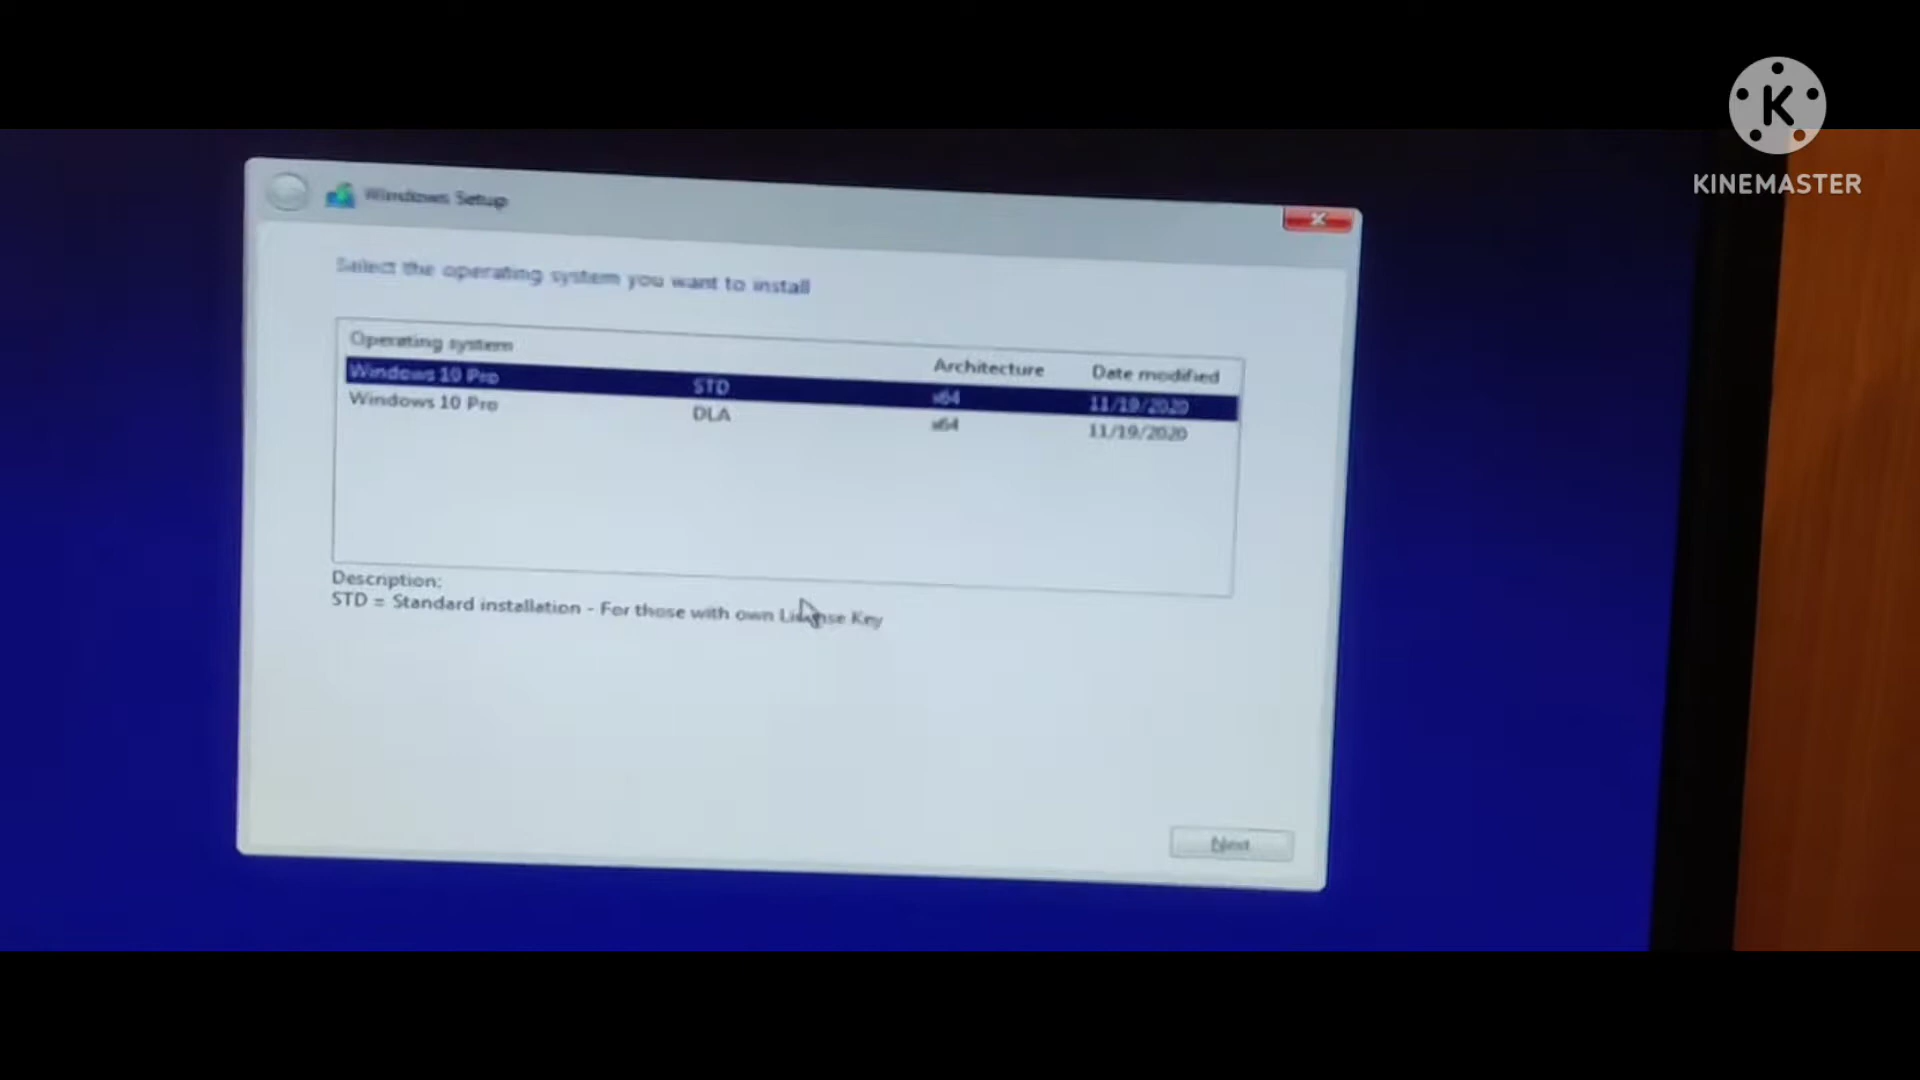 K
KINEMASTER
Windows Setup
Select the operating system you want to install
Operating system Architecture Date modified
Windows 10 Pro STD x64 11/19/2020
Windows 10 Pro DLA x64 11/19/2020
Description:
STD = Standard installation - For those with own License Key
Next